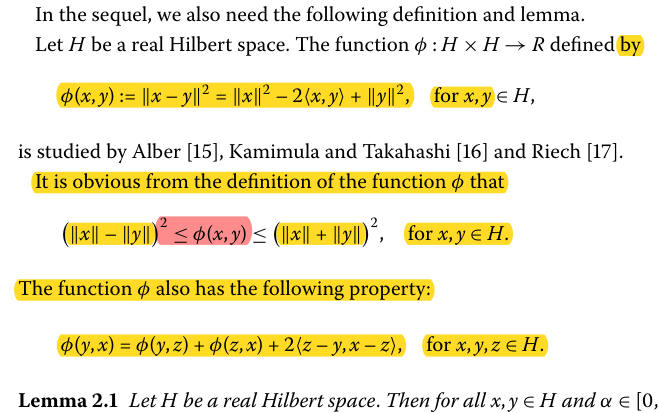 In the sequel, we also need the following definition and lemma.
Let H be a real Hilbert space. The function ϕ : H × H → R defined by
ϕ(x, y) := ‖x – y‖² = ‖x‖² – 2⟨x, y⟩ + ‖y‖², for x, y ∈ H,
is studied by Alber [15], Kamimula and Takahashi [16] and Riech [17].
It is obvious from the definition of the function ϕ that
(‖x‖ – ‖y‖)² ≤ ϕ(x, y) ≤ (‖x‖ + ‖y‖)², for x, y ∈ H.
The function ϕ also has the following property:
ϕ(y, x) = ϕ(y, z) + ϕ(z, x) + 2⟨z – y, x – z⟩, for x, y, z ∈ H.
Lemma 2.1 Let H be a real Hilbert space. Then for all x, y ∈ H and α ∈ [0,